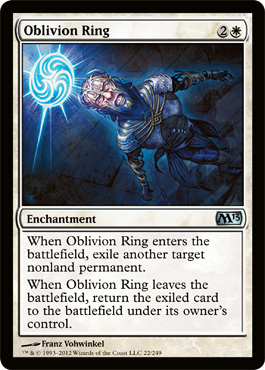 Oblivion Ring 2
Enchantment M13
When Oblivion Ring enters the
battlefield, exile another target
nonland permanent.
When Oblivion Ring leaves the
battlefield, return the exiled card
to the battlefield under its owner's
control.
Franz Vohwinkel
™ & © 1993–2012 Wizards of the Coast LLC 22/249